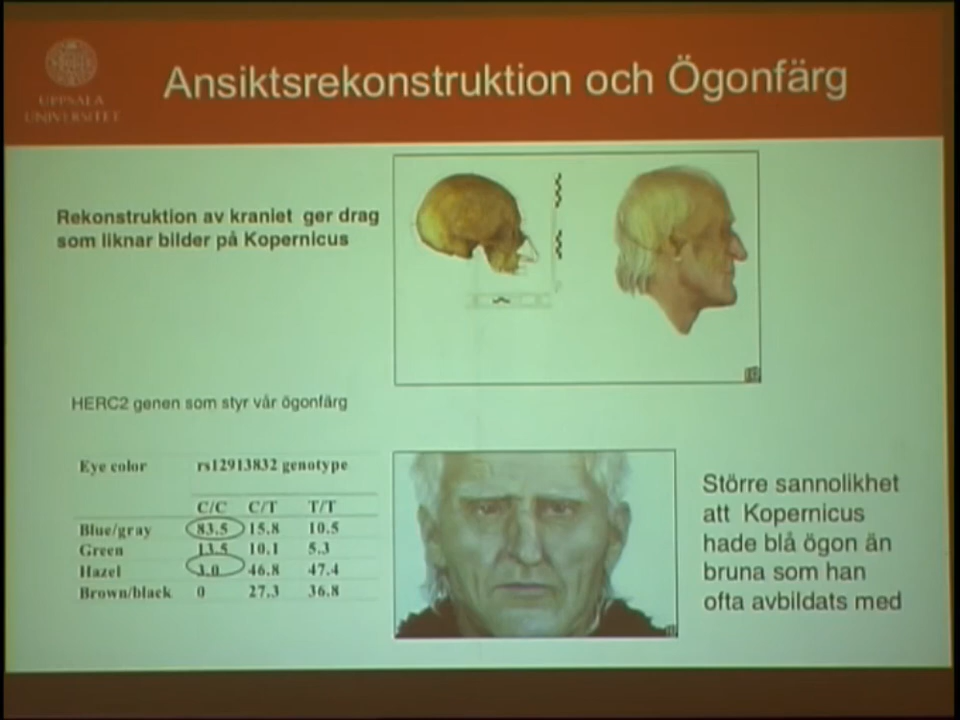 UPPSALA
UNIVERSITET
Ansiktsrekonstruktion och Ögonfärg
Rekonstruktion av kraniet ger drag
som liknar bilder på Kopernicus
HERC2 genen som styr vår ögonfärg
Eye color rs12913832 genotype
C/C C/T T/T
Blue/gray 83.5 15.8 10.5
Green 13.5 10.1 5.3
Hazel 3.0 46.8 47.4
Brown/black 0 27.3 36.8
Större sannolikhet
att Kopernicus
hade blå ögon än
bruna som han
ofta avbildats med